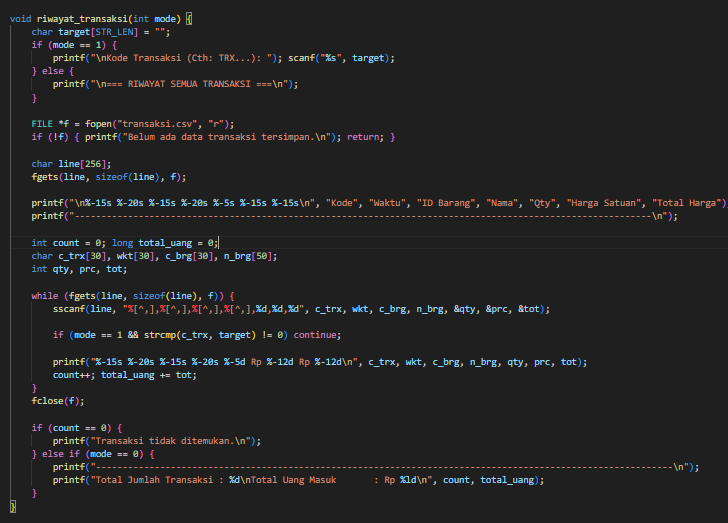 void riwayat_transaksi(int mode) {
    char target[STR_LEN] = "";
    if (mode == 1) {
        printf("\nKode Transaksi (Cth: TRX...): "); scanf("%s", target);
    } else {
        printf("\n=== RIWAYAT SEMUA TRANSAKSI ===\n");
    }
    FILE *f = fopen("transaksi.csv", "r");
    if (!f) { printf("Belum ada data transaksi tersimpan.\n"); return; }
    char line[256];
    fgets(line, sizeof(line), f);
    printf("\n%-15s %-20s %-15s %-20s %-5s %-15s %-15s\n", "Kode", "Waktu", "ID Barang", "Nama", "Qty", "Harga Satuan", "Total Harga")
    printf("-------------------------------------------------------------------------------------------------------------\n");
    int count = 0; long total_uang = 0;
    char c_trx[30], wkt[30], c_brg[30], n_brg[50];
    int qty, prc, tot;
    while (fgets(line, sizeof(line), f)) {
        sscanf(line, "%[^,],%[^,],%[^,],%[^,],%d,%d,%d", c_trx, wkt, c_brg, n_brg, &qty, &prc, &tot);
        if (mode == 1 && strcmp(c_trx, target) != 0) continue;
        printf("%-15s %-20s %-15s %-20s %-5d Rp %-12d Rp %-12d\n", c_trx, wkt, c_brg, n_brg, qty, prc, tot);
        count++; total_uang += tot;
    }
    fclose(f);
    if (count == 0) {
        printf("Transaksi tidak ditemukan.\n");
    } else if (mode == 0) {
        printf("-------------------------------------------------------------------------------------------------------------\n");
        printf("Total Jumlah Transaksi : %d\nTotal Uang Masuk       : Rp %ld\n", count, total_uang);
    }
}